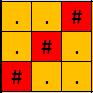 . . #
. # .
# . .